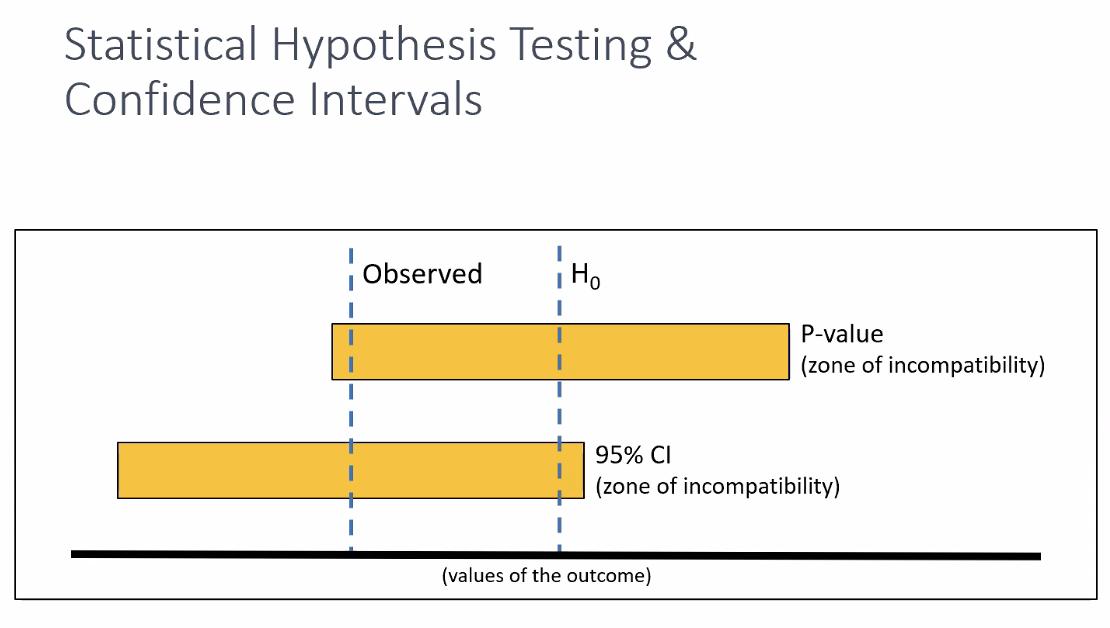 Statistical Hypothesis Testing &
Confidence Intervals
Observed
H₀
P-value
(zone of incompatibility)
95% CI
(zone of incompatibility)
(values of the outcome)